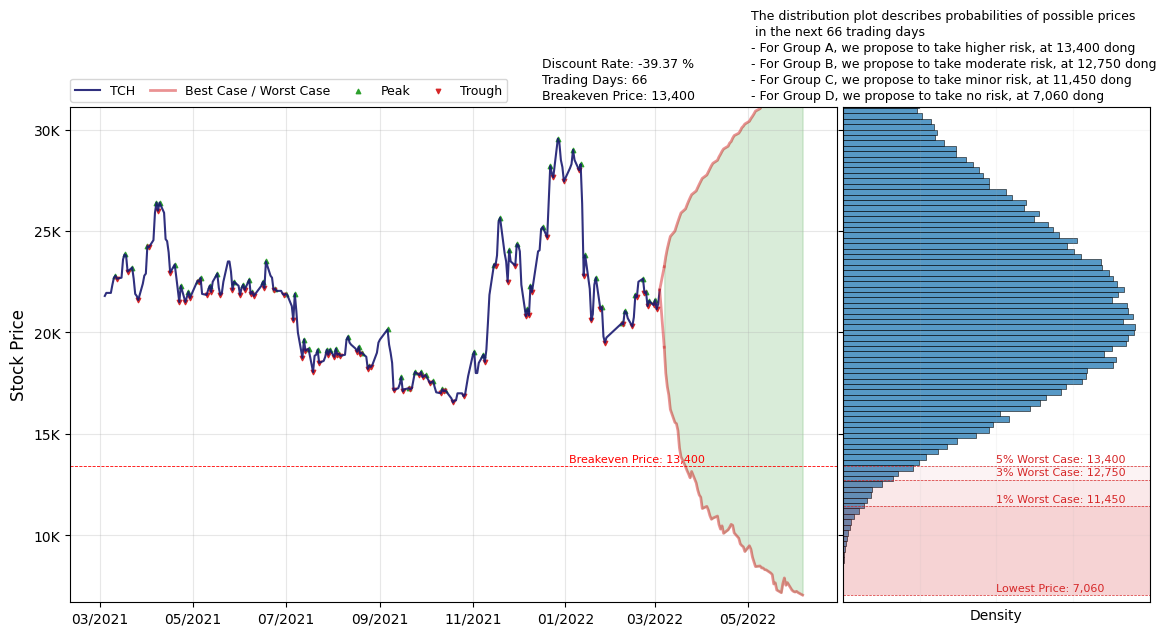 The distribution plot describes probabilities of possible prices
in the next 66 trading days
- For Group A, we propose to take higher risk, at 13,400 dong
- For Group B, we propose to take moderate risk, at 12,750 dong
- For Group C, we propose to take minor risk, at 11,450 dong
- For Group D, we propose to take no risk, at 7,060 dong
Discount Rate: -39.37 %
Trading Days: 66
Breakeven Price: 13,400
TCH
Best Case / Worst Case
Peak
Trough
Stock Price
30K
25K
20K
15K
10K
Breakeven Price: 13,400
5% Worst Case: 13,400
3% Worst Case: 12,750
1% Worst Case: 11,450
Lowest Price: 7,060
03/2021
05/2021
07/2021
09/2021
11/2021
01/2022
03/2022
05/2022
Density